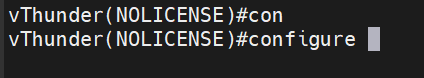 vThunder(NOLICENSE)#con
vThunder(NOLICENSE)#configure